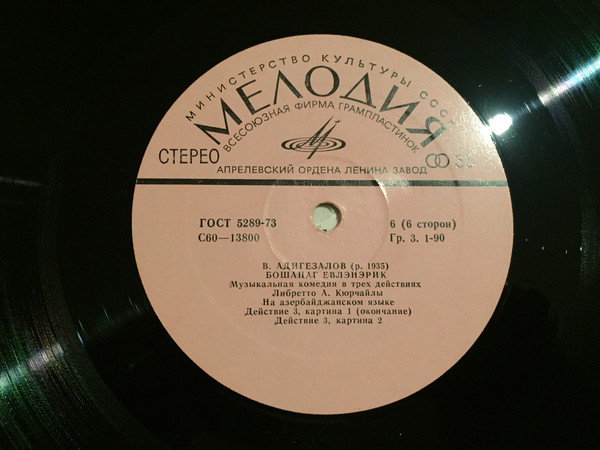 МИНИСТЕРСТВО КУЛЬТУРЫ СССР
МЕЛОДИЯ
ВСЕСОЮЗНАЯ ФИРМА ГРАМПЛАСТИНОК
СТЕРЕО
33
АПРЕЛЕВСКИЙ ОРДЕНА ЛЕНИНА ЗАВОД
ГОСТ 5289-73
6 (6 сторон)
С60—13800
Гр. 3. 1-90
В. АДИГЕЗАЛОВ (р. 1935)
БОШАНАГ ЕВЛЭНЭРИК
Музыкальная комедия в трех действиях
Либретто А. Кюрчайлы
На азербайджанском языке
Действие 3, картина 1 (окончание)
Действие 3, картина 2